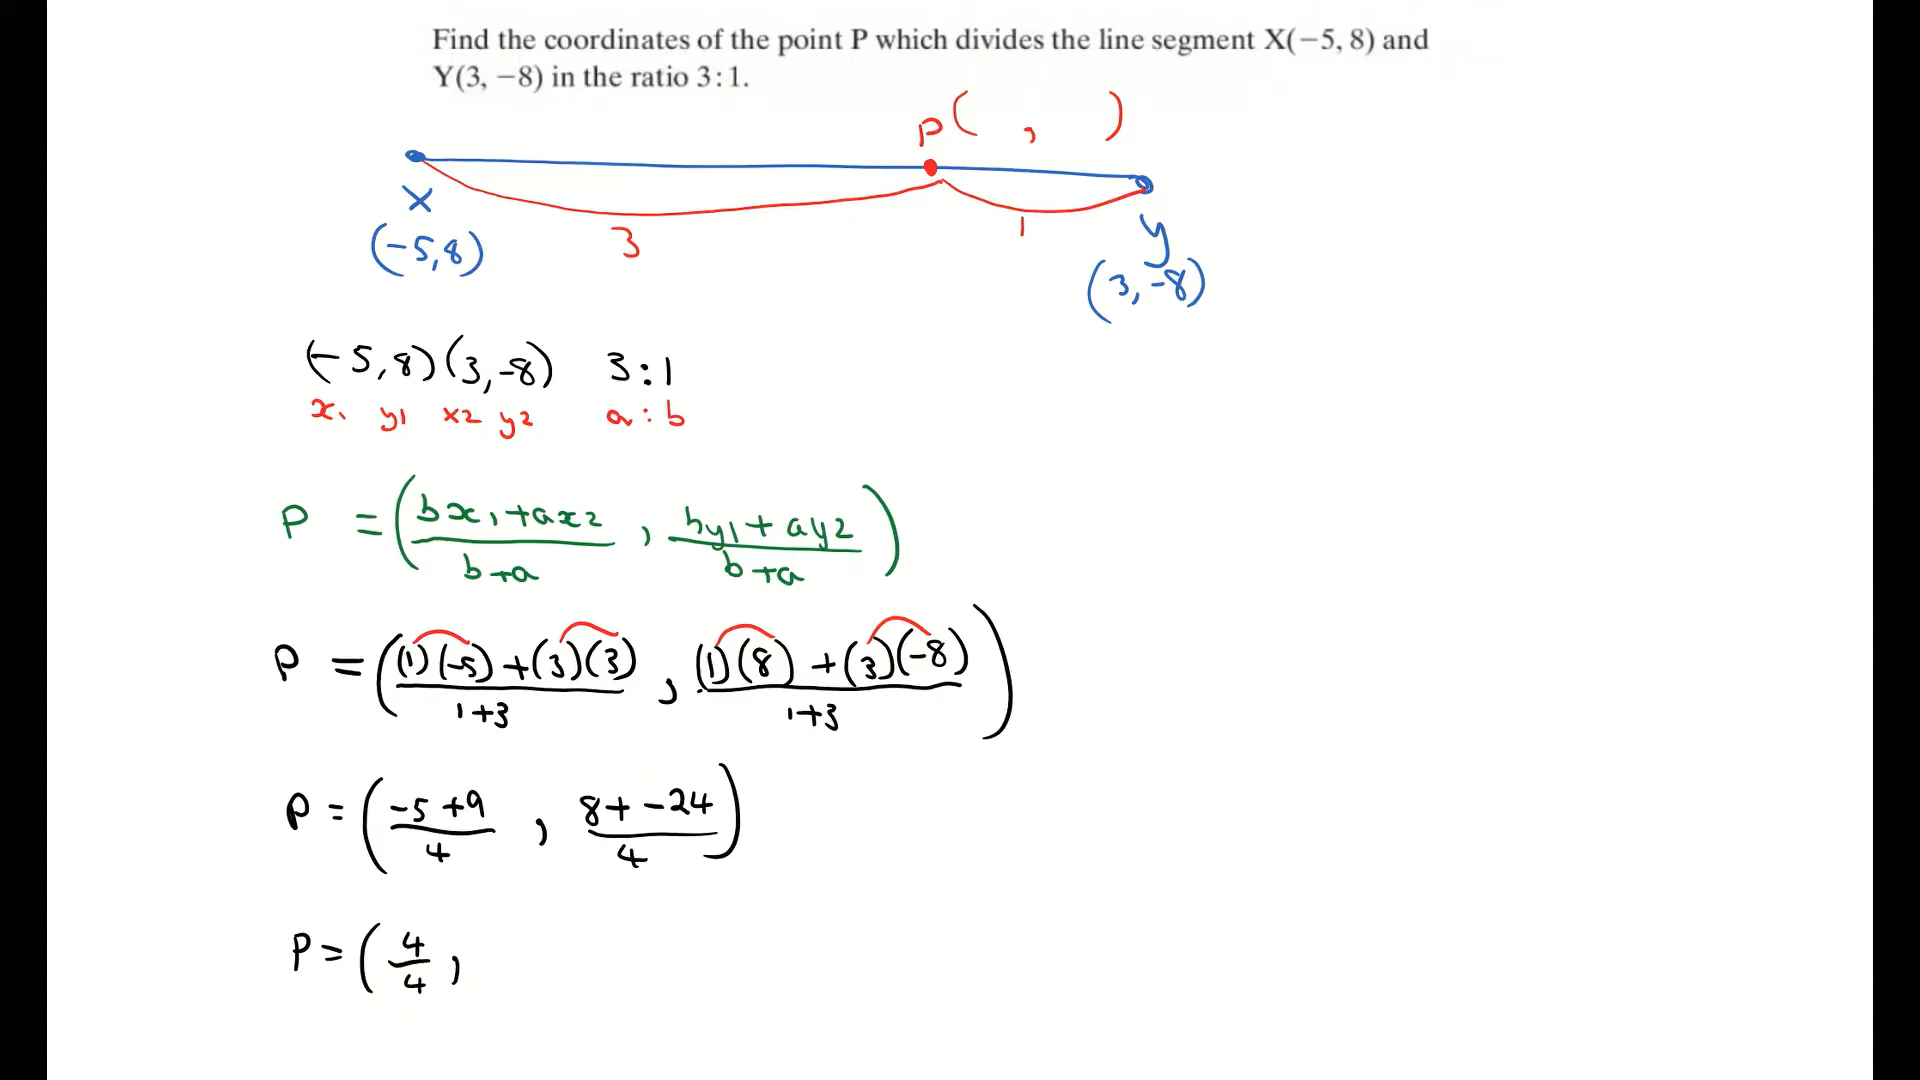 Find the coordinates of the point P which divides the line segment X(−5, 8) and
Y(3, −8) in the ratio 3 : 1.
P( , )
X
(-5,8)
3
1
y
(3,-8)
(-5,8)(3,-8) 3:1
x1 y1 x2 y2 a:b
P = (bx1+ax2 / b+a , by1+ay2 / b+a)
P = ((1)(-5)+(3)(3) / 1+3 , (1)(8)+(3)(-8) / 1+3)
P = (-5+9 / 4 , 8+-24 / 4)
P = (4/4 ,